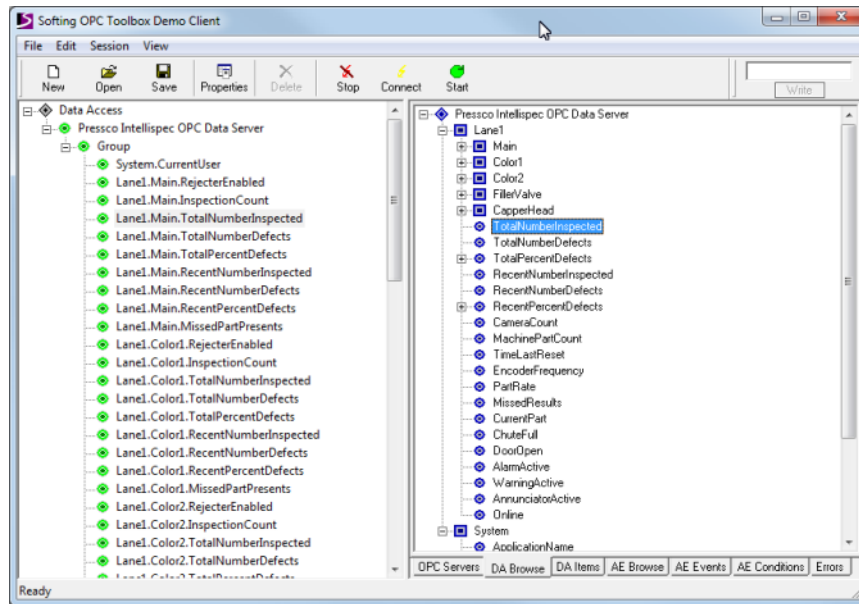 Softing OPC Toolbox Demo Client
File Edit Session View
New Open Save Properties Delete Stop Connect Start Write
Data Access
Pressco Intellispec OPC Data Server
Group
System.CurrentUser
Lane1.Main.RejecterEnabled
Lane1.Main.InspectionCount
Lane1.Main.TotalNumberInspected
Lane1.Main.TotalNumberDefects
Lane1.Main.TotalPercentDefects
Lane1.Main.RecentNumberInspected
Lane1.Main.RecentNumberDefects
Lane1.Main.RecentPercentDefects
Lane1.Main.MissedPartPresents
Lane1.Color1.RejecterEnabled
Lane1.Color1.InspectionCount
Lane1.Color1.TotalNumberInspected
Lane1.Color1.TotalNumberDefects
Lane1.Color1.TotalPercentDefects
Lane1.Color1.RecentNumberInspected
Lane1.Color1.RecentNumberDefects
Lane1.Color1.RecentPercentDefects
Lane1.Color1.MissedPartPresents
Lane1.Color2.RejecterEnabled
Lane1.Color2.InspectionCount
Lane1.Color2.TotalNumberInspected
Lane1.Color2.TotalNumberDefects
Lane1.Color2.TotalPercentDefects
Pressco Intellispec OPC Data Server
Lane1
Main
Color1
Color2
FillerValve
CapperHead
TotalNumberInspected
TotalNumberDefects
TotalPercentDefects
RecentNumberInspected
RecentNumberDefects
RecentPercentDefects
CameraCount
MachinePartCount
TimeLastReset
EncoderFrequency
PartRate
MissedResults
CurrentPart
ChuteFull
DoorOpen
AlarmActive
WarningActive
AnnunciatorActive
Online
System
ApplicationName
OPC Servers DA Browse DA Items AE Browse AE Events AE Conditions Errors
Ready